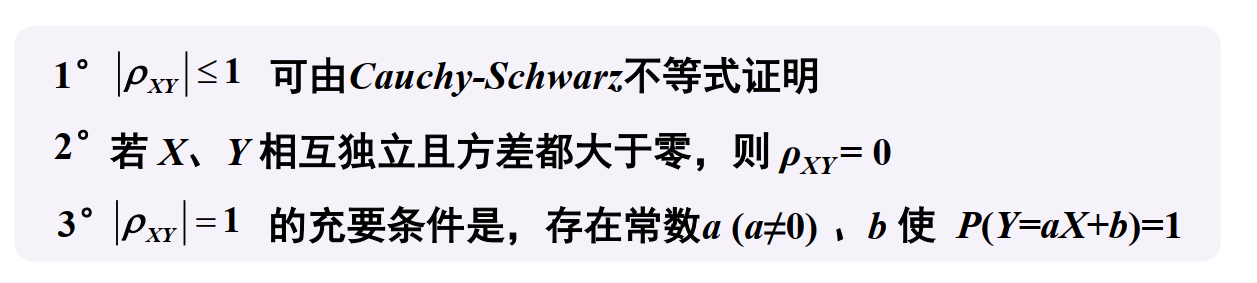 1° |ρXY| ≤ 1 可由Cauchy-Schwarz不等式证明
2° 若 X、Y 相互独立且方差都大于零，则 ρXY = 0
3° |ρXY| = 1 的充要条件是，存在常数a (a≠0) 、b 使 P(Y=aX+b)=1